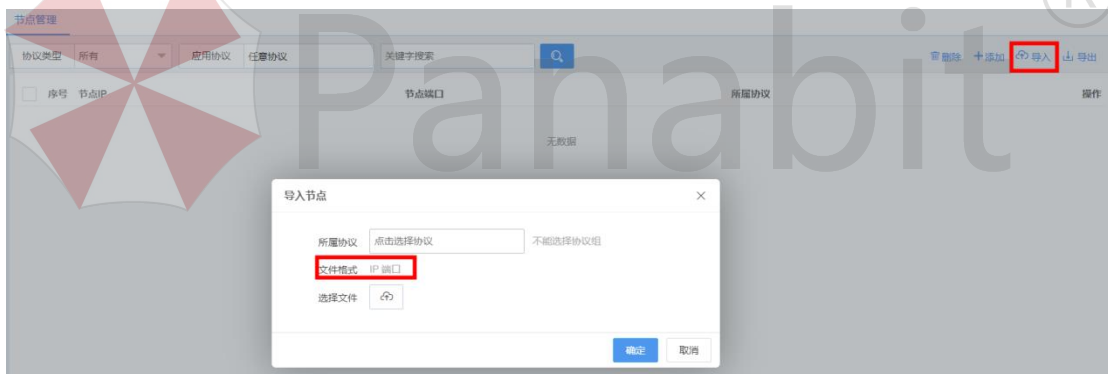 节点管理
协议类型 所有 应用协议 任意协议 关键字搜索 删除 添加 导入 导出
序号 节点IP 节点端口 所属协议 操作
无数据
导入节点
所属协议 点击选择协议 不能选择协议组
文件格式 IP 端口
选择文件
确定 取消
Panabit ®